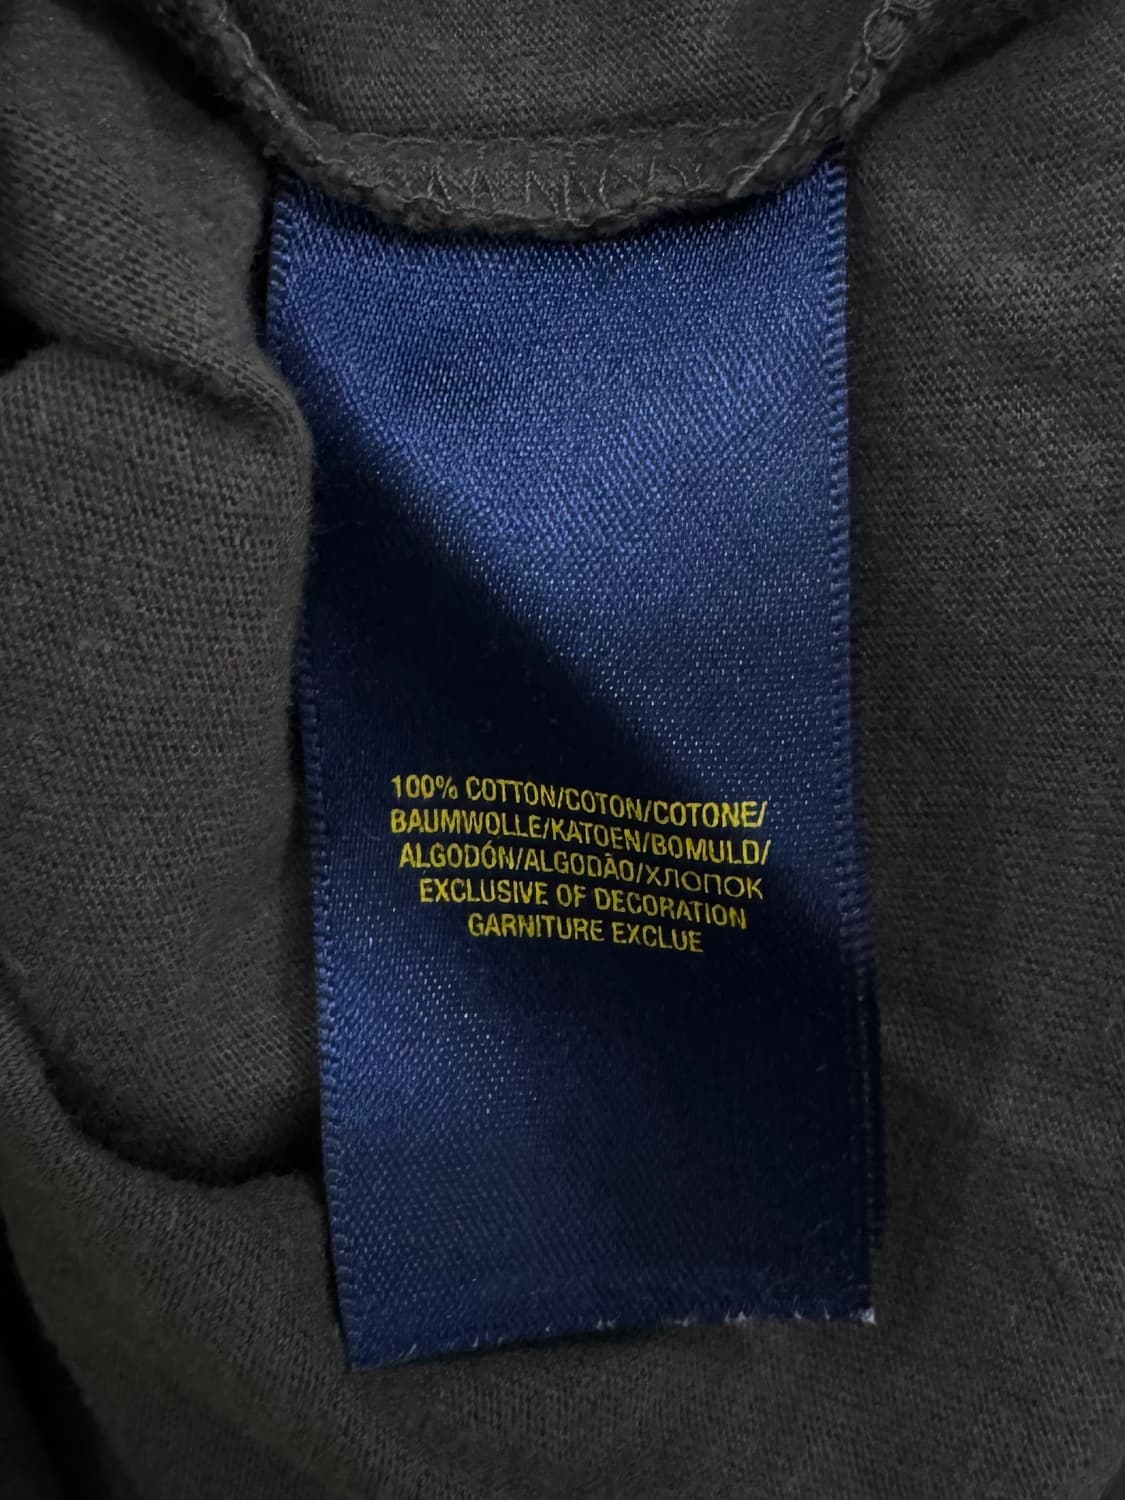 100% COTTON/COTON/COTONE/
BAUMWOLLE/KATOEN/BOMULD/
ALGODÓN/ALGODÃO/ХЛОПОК
EXCLUSIVE OF DECORATION
GARNITURE EXCLUE